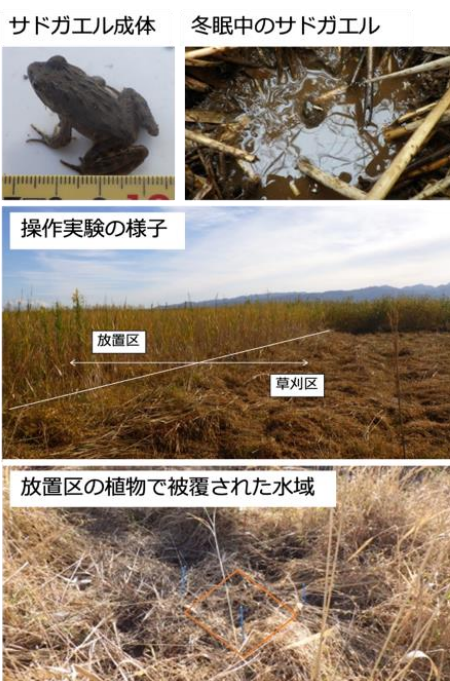 サドガエル成体
冬眠中のサドガエル
操作実験の様子
放置区
草刈区
放置区の植物で被覆された水域